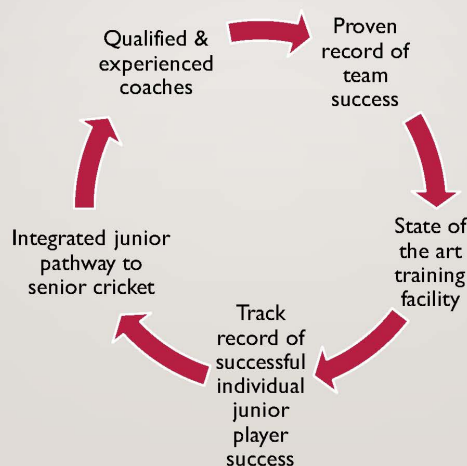 Qualified &
experienced
coaches
Proven
record of
team
success
State of
the art
training
facility
Track
record of
successful
individual
junior
player
success
Integrated junior
pathway to
senior cricket